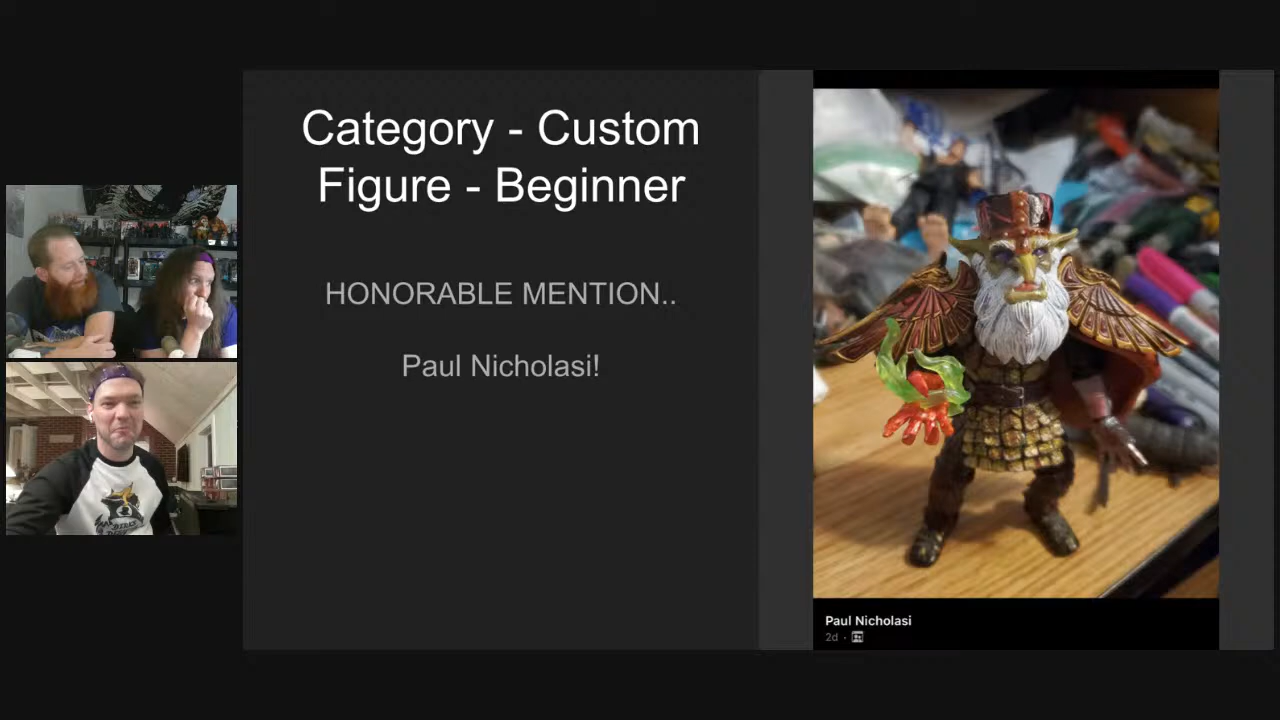 Category - Custom
Figure - Beginner
HONORABLE MENTION..
Paul Nicholasi!
Paul Nicholasi
2d ·